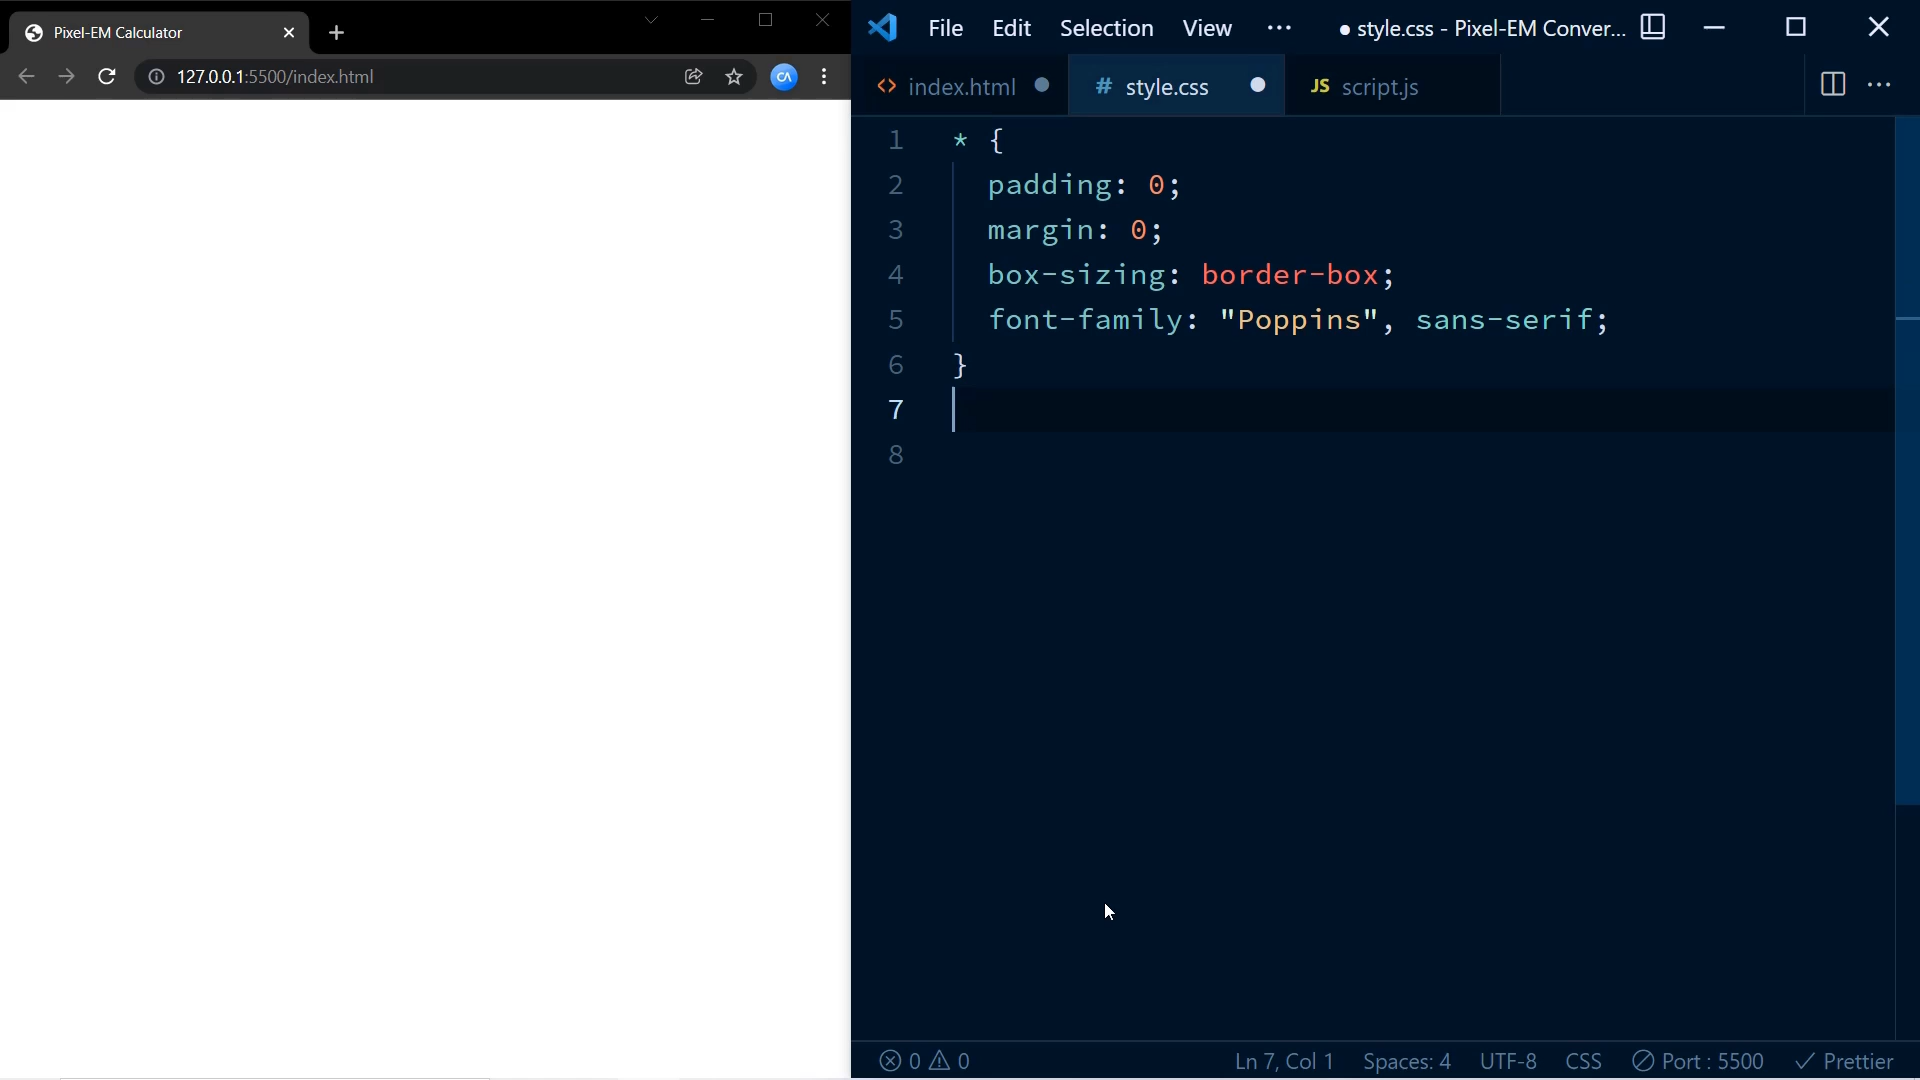 Pixel-EM Calculator
127.0.0.1:5500/index.html
File Edit Selection View ··· ● style.css - Pixel-EM Conver...
<> index.html ● # style.css ● JS script.js
1 * {
2 padding: 0;
3 margin: 0;
4 box-sizing: border-box;
5 font-family: "Poppins", sans-serif;
6 }
7
8
0 0 Ln 7, Col 1 Spaces: 4 UTF-8 CSS Port : 5500 Prettier